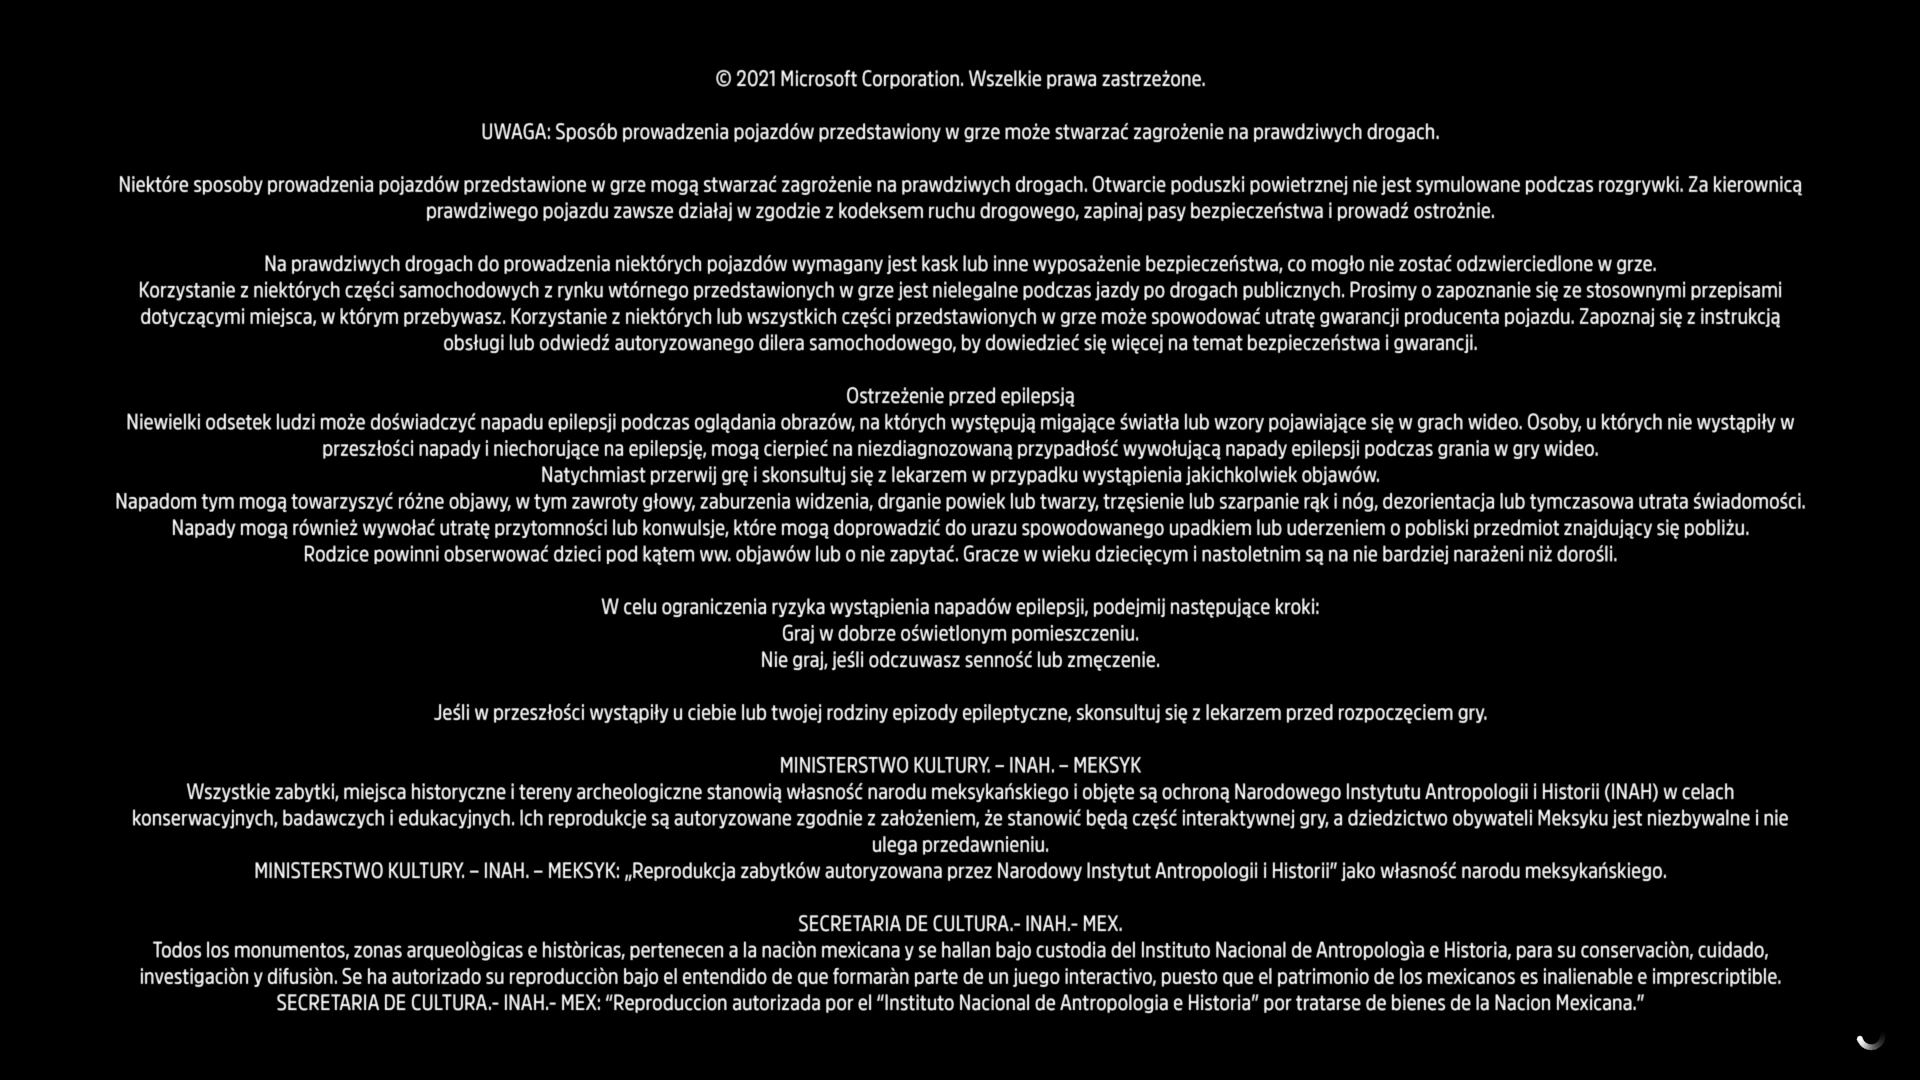 © 2021 Microsoft Corporation. Wszelkie prawa zastrzeżone.
UWAGA: Sposób prowadzenia pojazdów przedstawiony w grze może stwarzać zagrożenie na prawdziwych drogach.
Niektóre sposoby prowadzenia pojazdów przedstawione w grze mogą stwarzać zagrożenie na prawdziwych drogach. Otwarcie poduszki powietrznej nie jest symulowane podczas rozgrywki. Za kierownicą
prawdziwego pojazdu zawsze działaj w zgodzie z kodeksem ruchu drogowego, zapinaj pasy bezpieczeństwa i prowadź ostrożnie.
Na prawdziwych drogach do prowadzenia niektórych pojazdów wymagany jest kask lub inne wyposażenie bezpieczeństwa, co mogło nie zostać odzwierciedlone w grze.
Korzystanie z niektórych części samochodowych z rynku wtórnego przedstawionych w grze jest nielegalne podczas jazdy po drogach publicznych. Prosimy o zapoznanie się ze stosownymi przepisami
dotyczącymi miejsca, w którym przebywasz. Korzystanie z niektórych lub wszystkich części przedstawionych w grze może spowodować utratę gwarancji producenta pojazdu. Zapoznaj się z instrukcją
obsługi lub odwiedź autoryzowanego dilera samochodowego, by dowiedzieć się więcej na temat bezpieczeństwa i gwarancji.
Ostrzeżenie przed epilepsją
Niewielki odsetek ludzi może doświadczyć napadu epilepsji podczas oglądania obrazów, na których występują migające światła lub wzory pojawiające się w grach wideo. Osoby, u których nie wystąpiły w
przeszłości napady i niechorujące na epilepsję, mogą cierpieć na niezdiagnozowaną przypadłość wywołującą napady epilepsji podczas grania w gry wideo.
Natychmiast przerwij grę i skonsultuj się z lekarzem w przypadku wystąpienia jakichkolwiek objawów.
Napadom tym mogą towarzyszyć różne objawy, w tym zawroty głowy, zaburzenia widzenia, drganie powiek lub twarzy, trzęsienie lub szarpanie rąk i nóg, dezorientacja lub tymczasowa utrata świadomości.
Napady mogą również wywołać utratę przytomności lub konwulsje, które mogą doprowadzić do urazu spowodowanego upadkiem lub uderzeniem o pobliski przedmiot znajdujący się pobliżu.
Rodzice powinni obserwować dzieci pod kątem ww. objawów lub o nie zapytać. Gracze w wieku dziecięcym i nastoletnim są na nie bardziej narażeni niż dorośli.
W celu ograniczenia ryzyka wystąpienia napadów epilepsji, podejmij następujące kroki:
Graj w dobrze oświetlonym pomieszczeniu.
Nie graj, jeśli odczuwasz senność lub zmęczenie.
Jeśli w przeszłości wystąpiły u ciebie lub twojej rodziny epizody epileptyczne, skonsultuj się z lekarzem przed rozpoczęciem gry.
MINISTERSTWO KULTURY. – INAH. – MEKSYK
Wszystkie zabytki, miejsca historyczne i tereny archeologiczne stanowią własność narodu meksykańskiego i objęte są ochroną Narodowego Instytutu Antropologii i Historii (INAH) w celach
konserwacyjnych, badawczych i edukacyjnych. Ich reprodukcje są autoryzowane zgodnie z założeniem, że stanowić będą część interaktywnej gry, a dziedzictwo obywateli Meksyku jest niezbywalne i nie
ulega przedawnieniu.
MINISTERSTWO KULTURY. – INAH. – MEKSYK: „Reprodukcja zabytków autoryzowana przez Narodowy Instytut Antropologii i Historii” jako własność narodu meksykańskiego.
SECRETARIA DE CULTURA.- INAH.- MEX.
Todos los monumentos, zonas arqueològicas e històricas, pertenecen a la naciòn mexicana y se hallan bajo custodia del Instituto Nacional de Antropologìa e Historia, para su conservaciòn, cuidado,
investigaciòn y difusiòn. Se ha autorizado su reproducciòn bajo el entendido de que formaràn parte de un juego interactivo, puesto que el patrimonio de los mexicanos es inalienable e imprescriptible.
SECRETARIA DE CULTURA.- INAH.- MEX: “Reproduccion autorizada por el “Instituto Nacional de Antropologia e Historia” por tratarse de bienes de la Nacion Mexicana.”